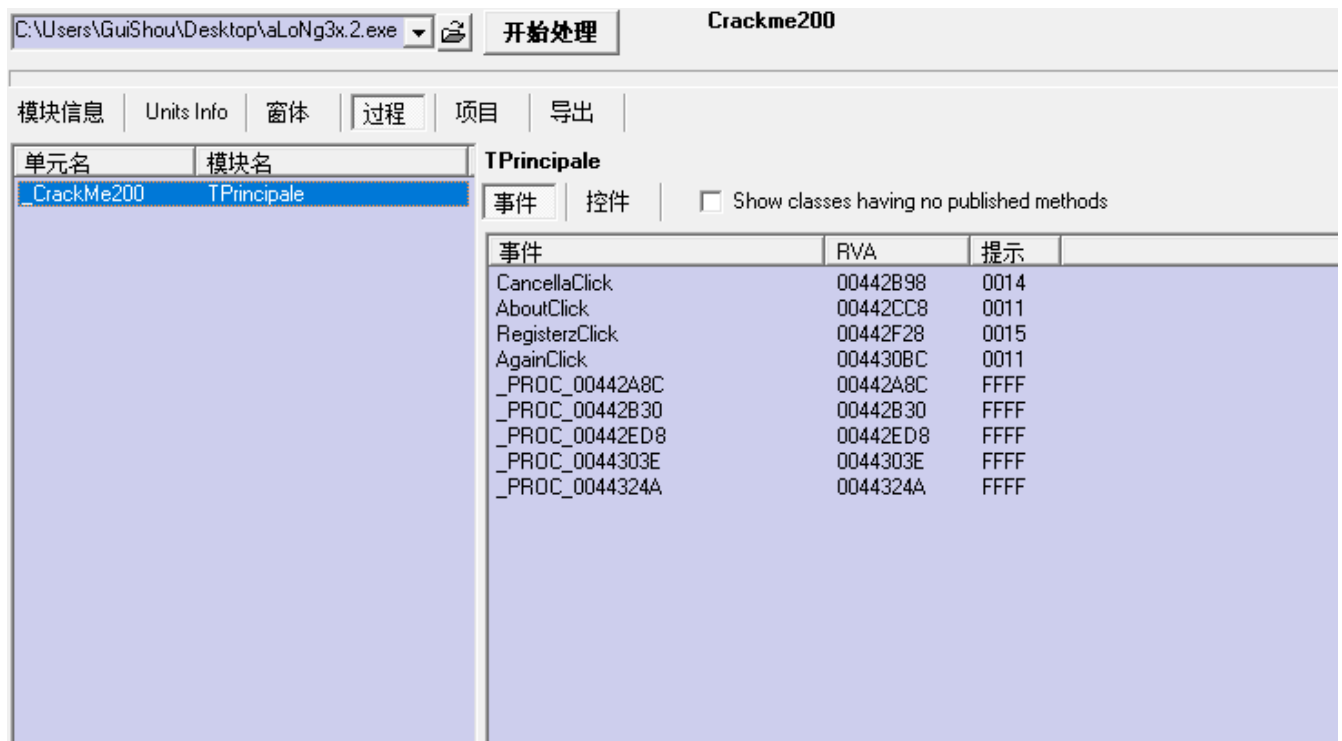 C:\Users\GuiShou\Desktop\aLoNg3x.2.exe 开始处理 Crackme200
模块信息 Units Info 窗体 过程 项目 导出
单元名 模块名 TPrincipale
_CrackMe200 TPrincipale 事件 控件 Show classes having no published methods
事件 RVA 提示
CancellaClick 00442B98 0014
AboutClick 00442CC8 0011
RegisterzClick 00442F28 0015
AgainClick 004430BC 0011
_PROC_00442A8C 00442A8C FFFF
_PROC_00442B30 00442B30 FFFF
_PROC_00442ED8 00442ED8 FFFF
_PROC_0044303E 0044303E FFFF
_PROC_0044324A 0044324A FFFF